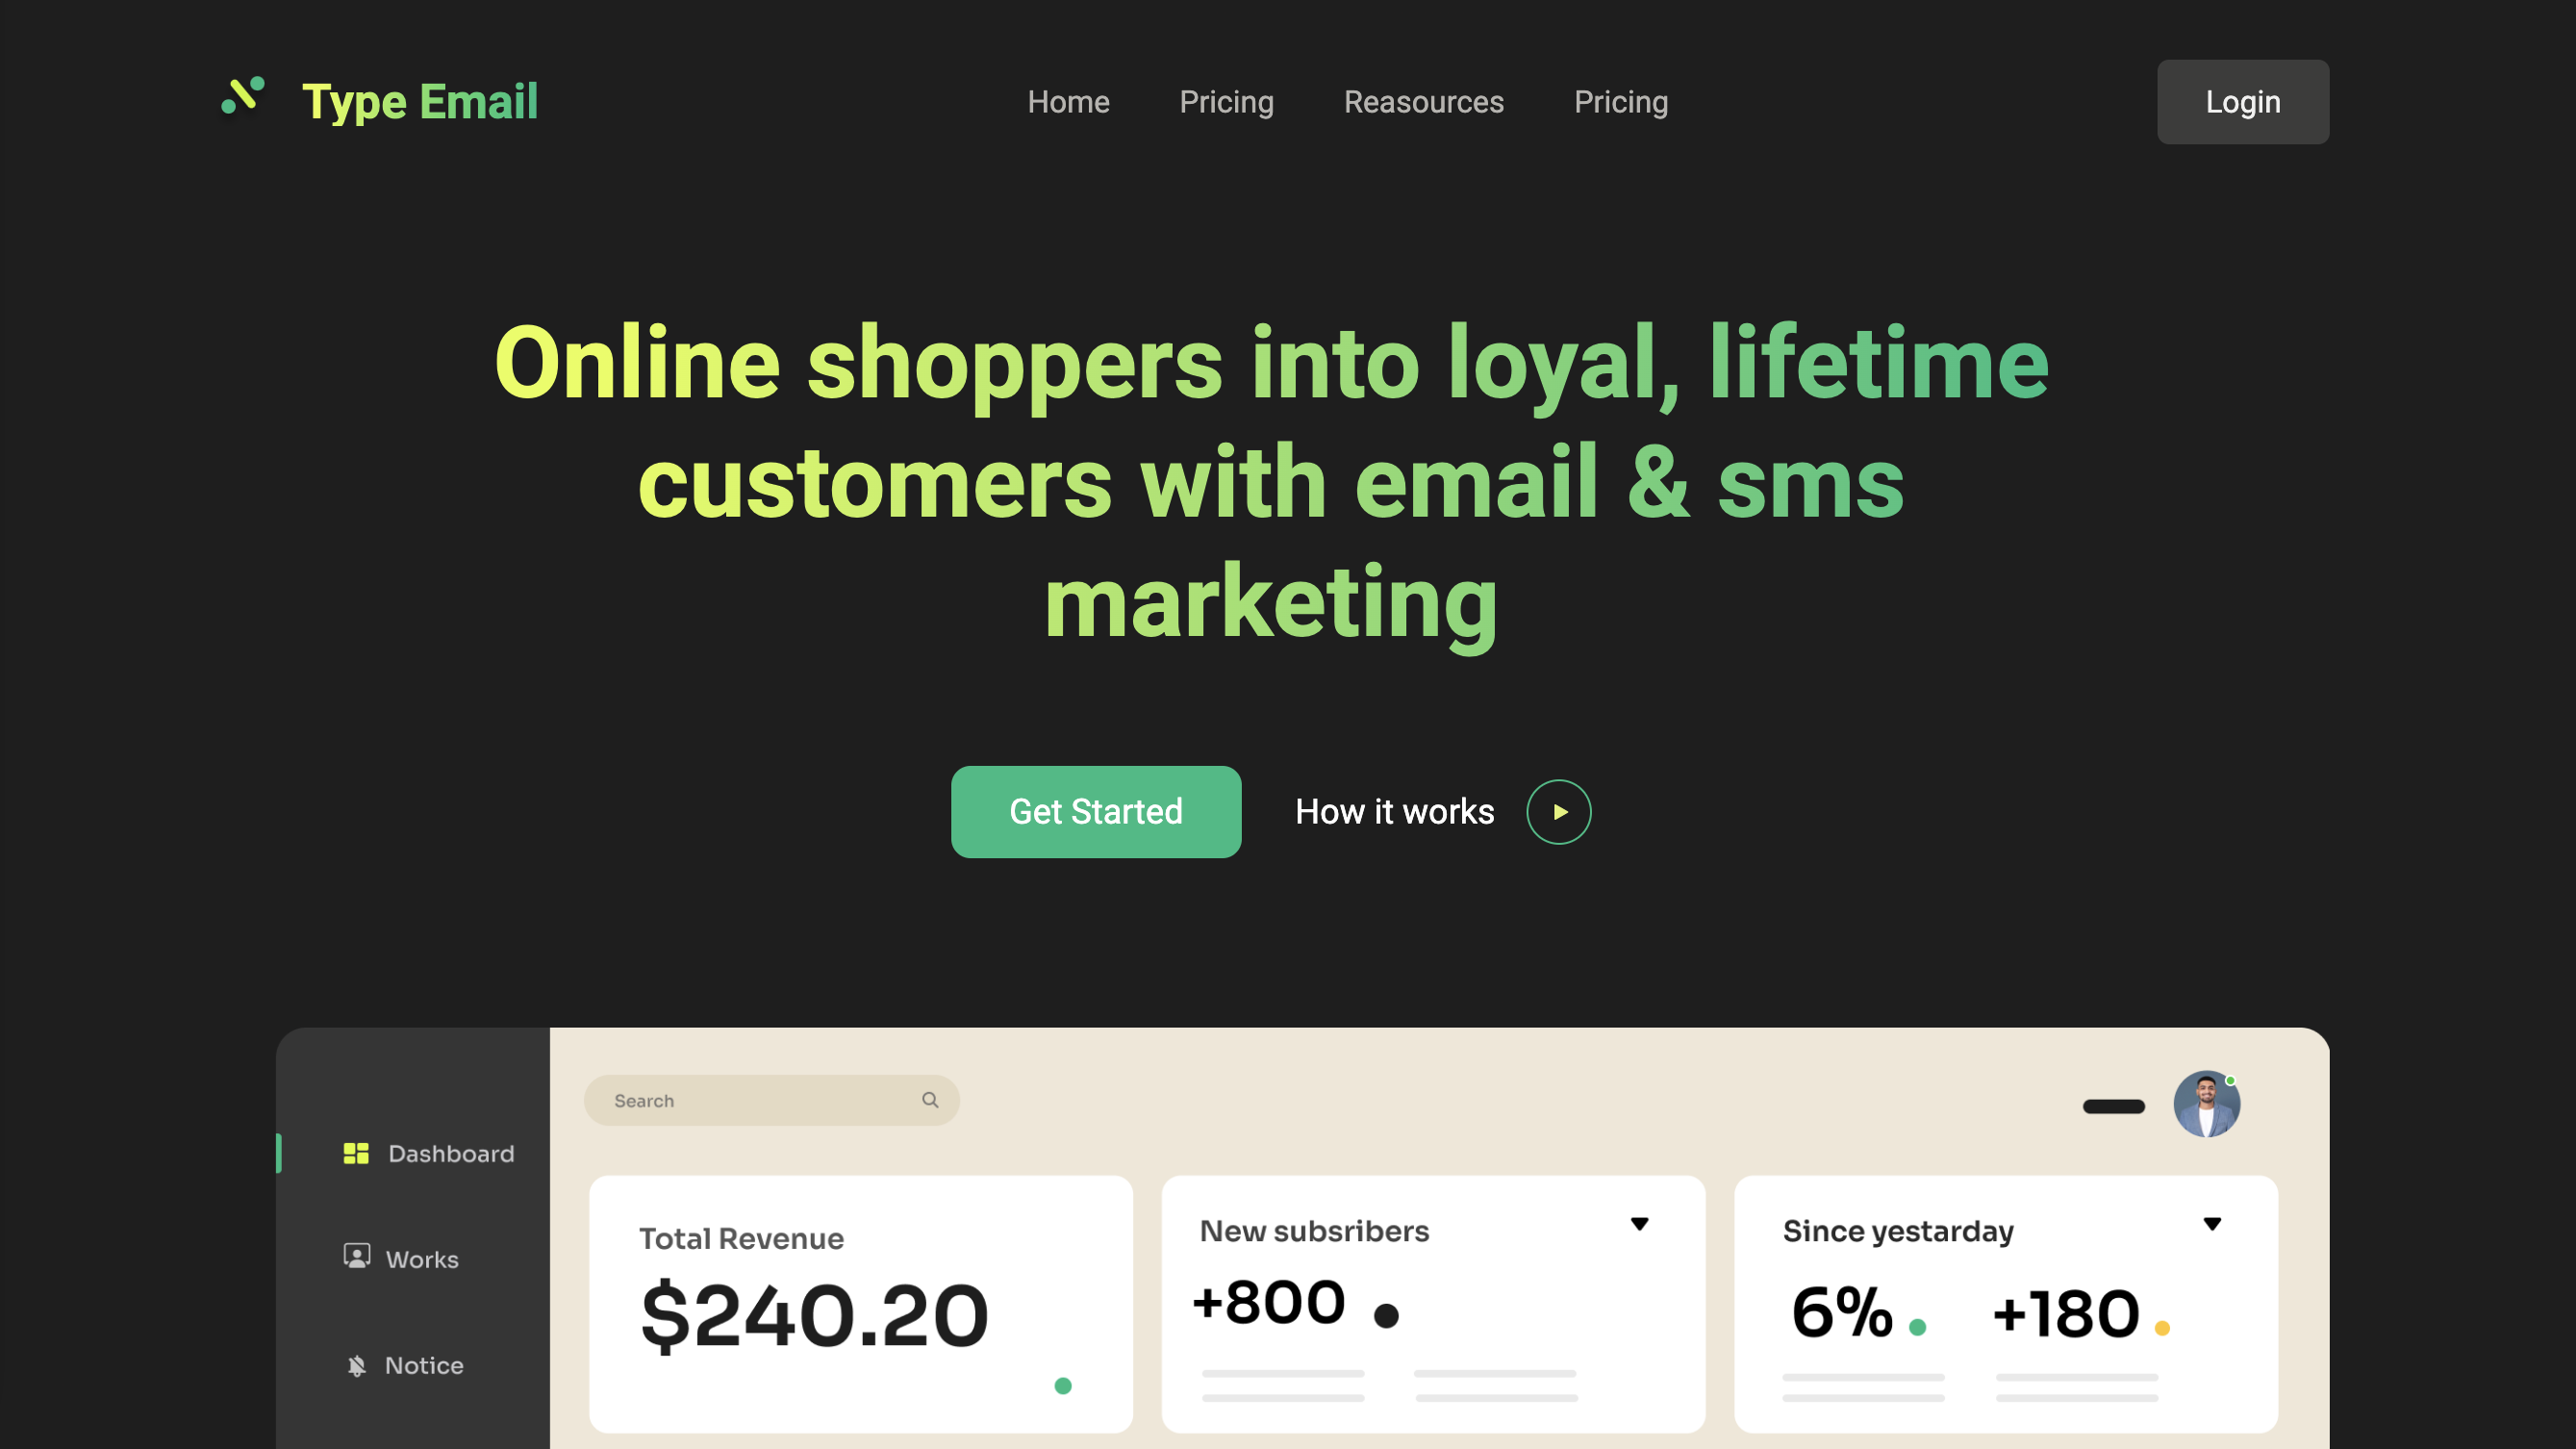 Type Email
Home Pricing Reasources Pricing
Login
Online shoppers into loyal, lifetime
customers with email & sms
marketing
Get Started
How it works
Search
Dashboard
Works
Notice
Total Revenue
$240.20
New subsribers
+800
Since yestarday
6% +180